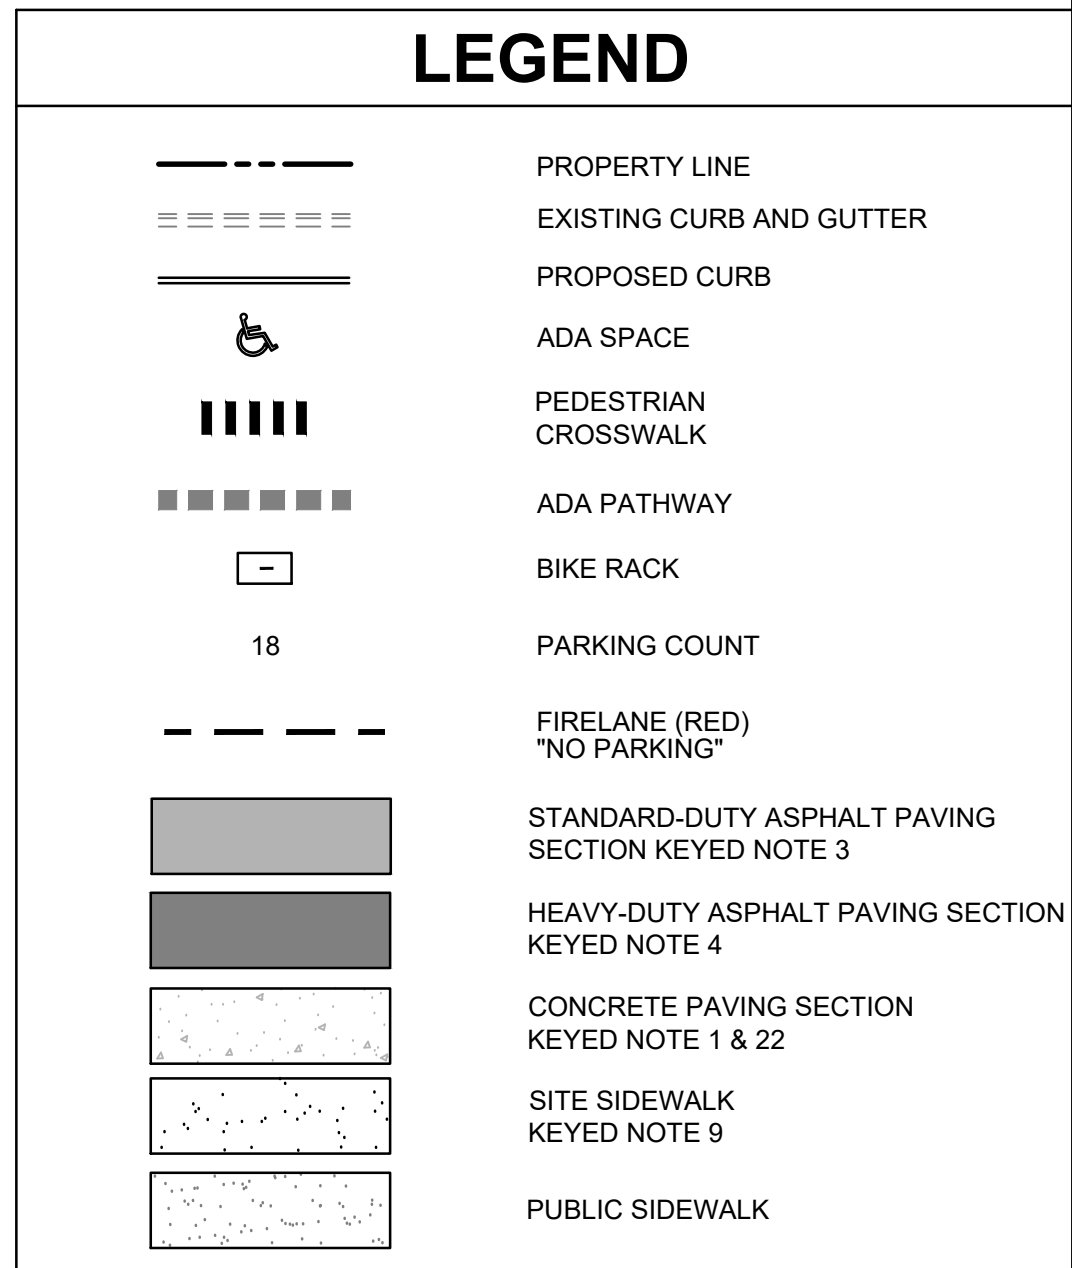 LEGEND
PROPERTY LINE
EXISTING CURB AND GUTTER
PROPOSED CURB
ADA SPACE
PEDESTRIAN
CROSSWALK
ADA PATHWAY
BIKE RACK
18 PARKING COUNT
FIRELANE (RED)
"NO PARKING"
STANDARD-DUTY ASPHALT PAVING
SECTION KEYED NOTE 3
HEAVY-DUTY ASPHALT PAVING SECTION
KEYED NOTE 4
CONCRETE PAVING SECTION
KEYED NOTE 1 & 22
SITE SIDEWALK
KEYED NOTE 9
PUBLIC SIDEWALK